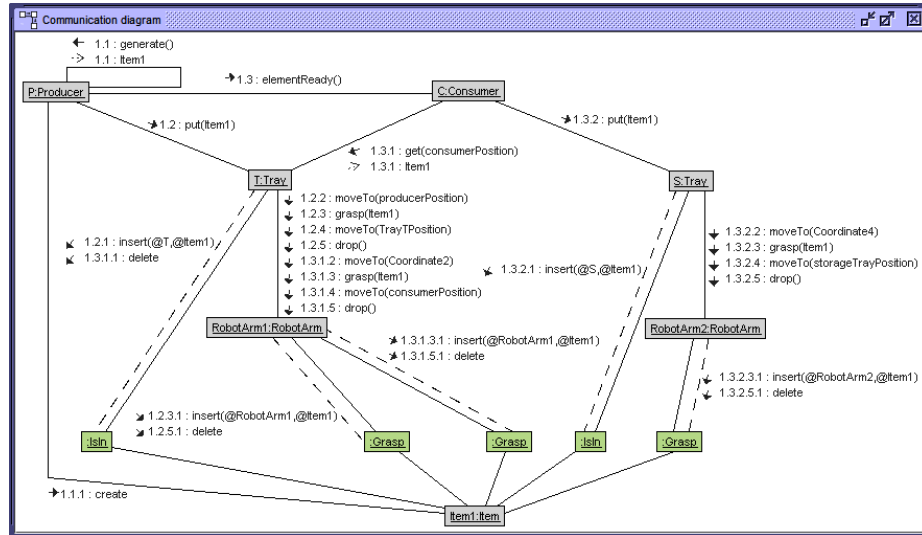 Communication diagram
1.1 : generate()
1.1 : Item1
1.3 : elementReady()
P:Producer
C:Consumer
1.2 : put(Item1)
1.3.2 : put(Item1)
1.3.1 : get(consumerPosition)
1.3.1 : Item1
T:Tray
S:Tray
1.2.2 : moveTo(producerPosition)
1.2.3 : grasp(Item1)
1.2.4 : moveTo(TrayTPosition)
1.2.5 : drop()
1.3.1.2 : moveTo(Coordinate2)
1.3.1.3 : grasp(Item1)
1.3.1.4 : moveTo(consumerPosition)
1.3.1.5 : drop()
1.2.1 : insert(@T,@Item1)
1.3.1.1 : delete
1.3.2.1 : insert(@S,@Item1)
1.3.2.2 : moveTo(Coordinate4)
1.3.2.3 : grasp(Item1)
1.3.2.4 : moveTo(storageTrayPosition)
1.3.2.5 : drop()
RobotArm1:RobotArm
RobotArm2:RobotArm
1.3.1.3.1 : insert(@RobotArm1,@Item1)
1.3.1.5.1 : delete
1.3.2.3.1 : insert(@RobotArm2,@Item1)
1.3.2.5.1 : delete
1.2.3.1 : insert(@RobotArm1,@Item1)
1.2.5.1 : delete
:IsIn
:Grasp
:Grasp
:IsIn
:Grasp
1.1.1 : create
Item1:Item